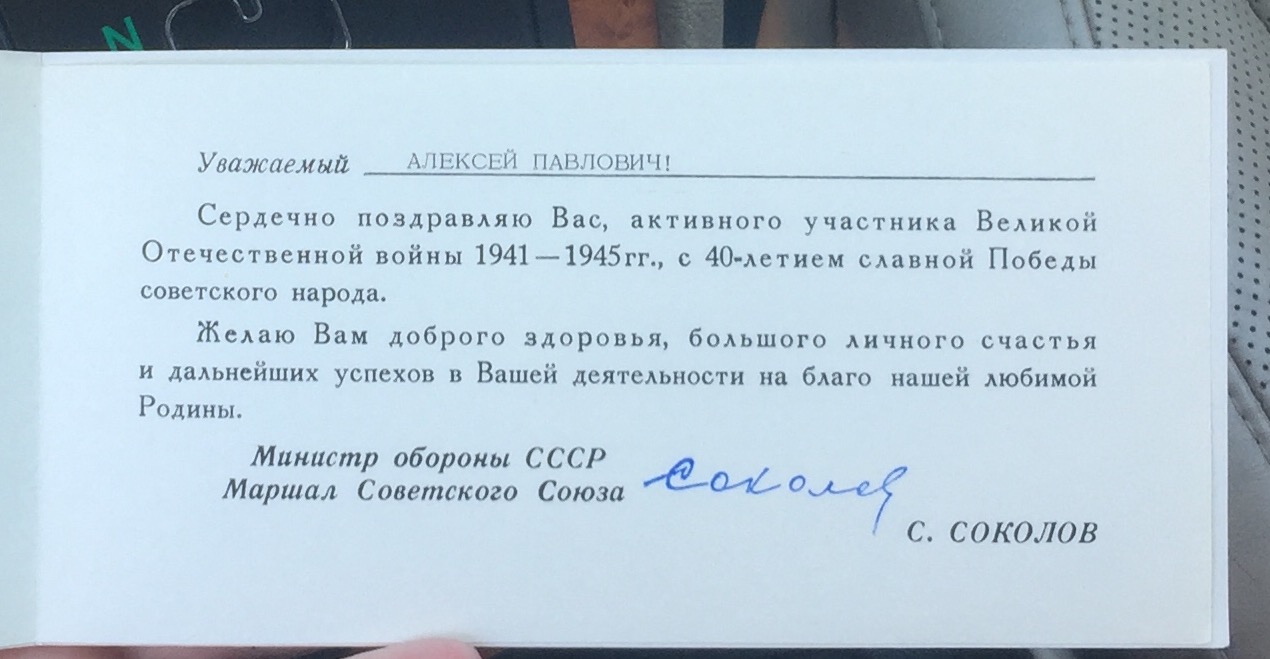 N
Уважаемый АЛЕКСЕЙ ПАВЛОВИЧ!
Сердечно поздравляю Вас, активного участника Великой
Отечественной войны 1941—1945гг., с 40-летием славной Победы
советского народа.
Желаю Вам доброго здоровья, большого личного счастья
и дальнейших успехов в Вашей деятельности на благо нашей любимой
Родины.
Министр обороны СССР
Маршал Советского Союза Соколов
С. СОКОЛОВ